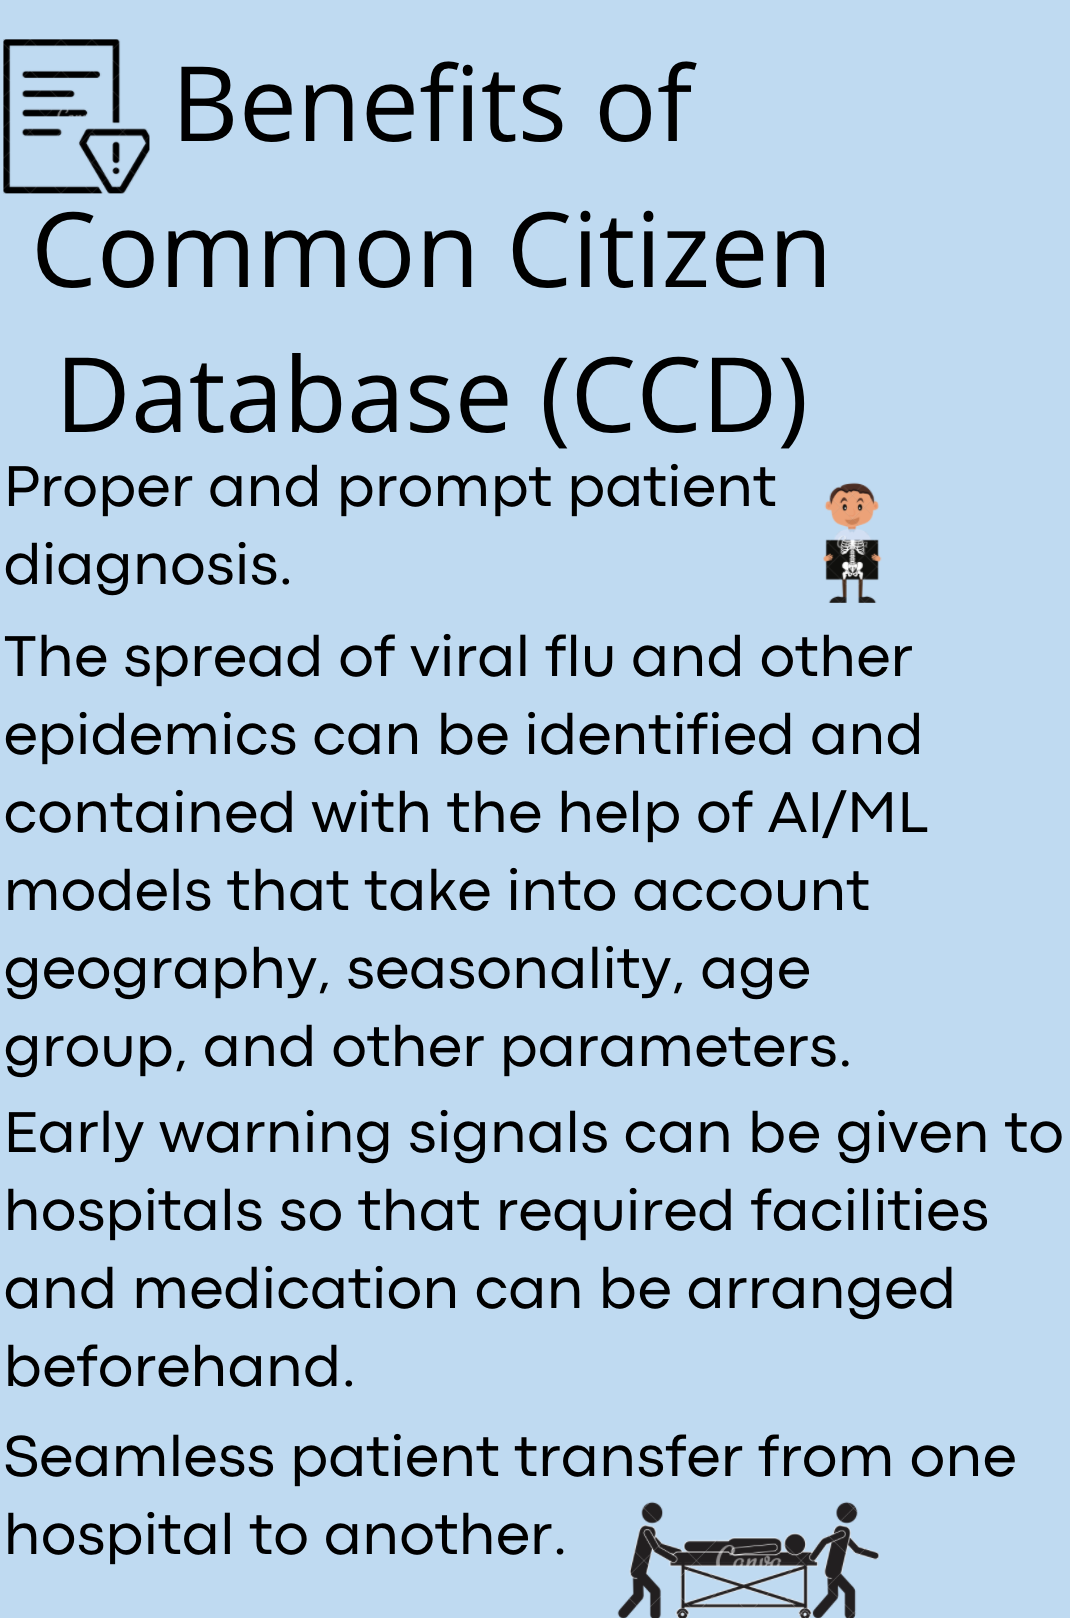 Benefits of
Common Citizen
Database (CCD)
Proper and prompt patient
diagnosis.
The spread of viral flu and other
epidemics can be identified and
contained with the help of AI/ML
models that take into account
geography, seasonality, age
group, and other parameters.
Early warning signals can be given to
hospitals so that required facilities
and medication can be arranged
beforehand.
Seamless patient transfer from one
hospital to another.
Canva